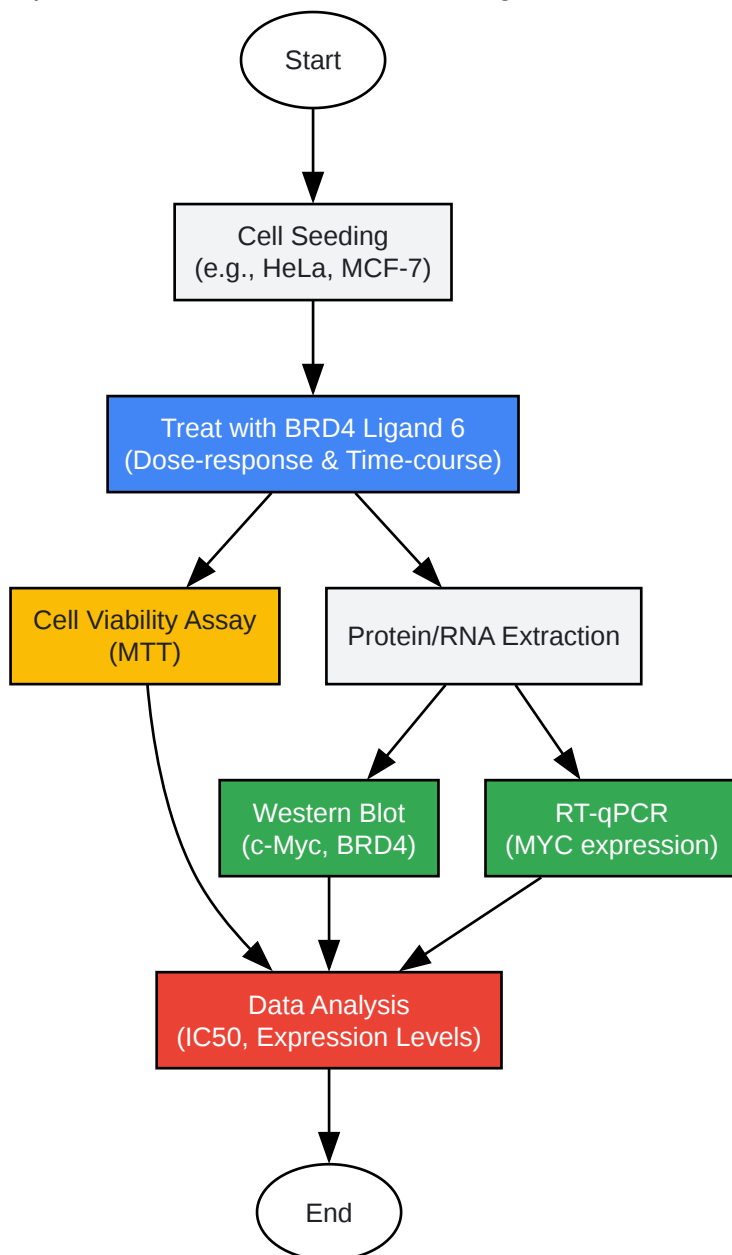 Start
Cell Seeding
(e.g., HeLa, MCF-7)
Treat with BRD4 Ligand 6
(Dose-response & Time-course)
Cell Viability Assay
(MTT)
Protein/RNA Extraction
Western Blot
(c-Myc, BRD4)
RT-qPCR
(MYC expression)
Data Analysis
(IC50, Expression Levels)
End